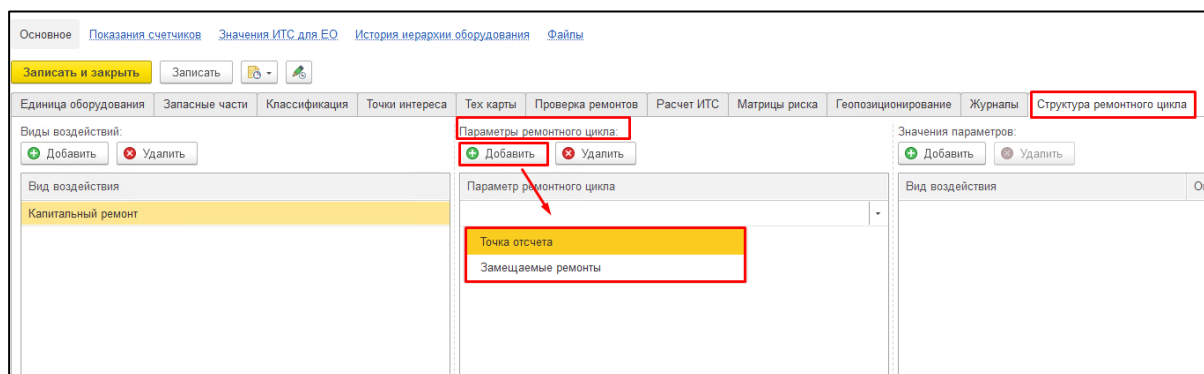 Основное Показания счетчиков Значения ИТС для ЕО История иерархии оборудования Файлы
Записать и закрыть Записать
Единица оборудования Запасные части Классификация Точки интереса Тех карты Проверка ремонтов Расчет ИТС Матрицы риска Геопозиционирование Журналы Структура ремонтного цикла
Виды воздействий: Параметры ремонтного цикла: Значения параметров:
Добавить Удалить Добавить Удалить Добавить Удалить
Вид воздействия Параметр ремонтного цикла Вид воздействия
Капитальный ремонт
Точка отсчета
Замещаемые ремонты